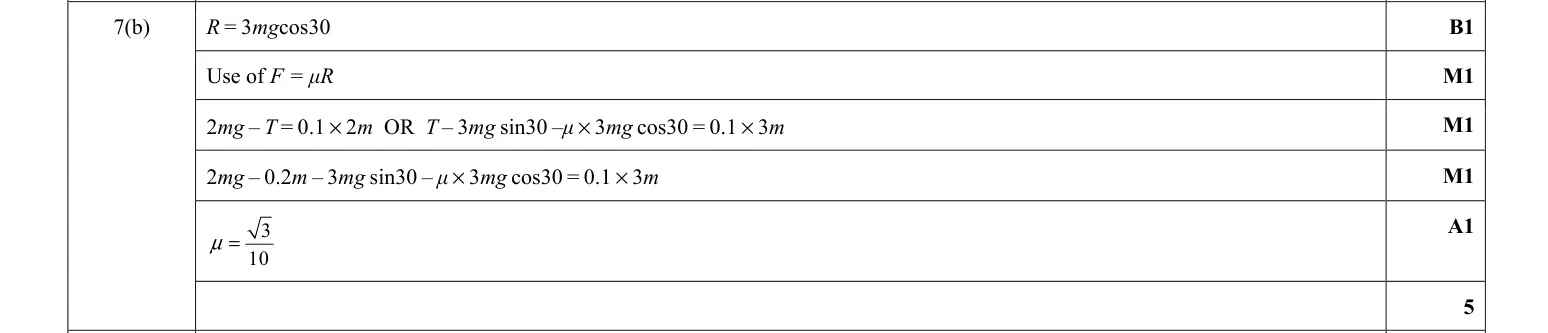 7(b) R = 3mgcos30 B1
Use of F = μR M1
2mg – T = 0.1 × 2m OR T – 3mg sin30 –μ × 3mg cos30 = 0.1 × 3m M1
2mg – 0.2m – 3mg sin30 – μ × 3mg cos30 = 0.1 × 3m M1
μ = √3/10 A1
5